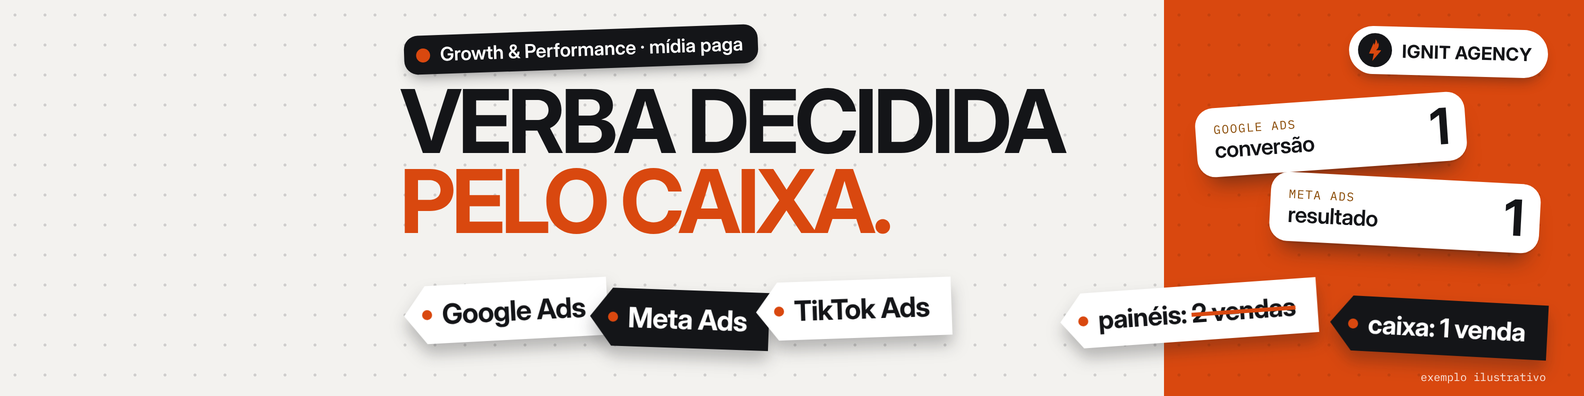 Growth & Performance · mídia paga
VERBA DECIDIDA
PELO CAIXA.
Google Ads
Meta Ads
TikTok Ads
IGNIT AGENCY
GOOGLE ADS
conversão
1
META ADS
resultado
1
painéis: 2 vendas
caixa: 1 venda
exemplo ilustrativo